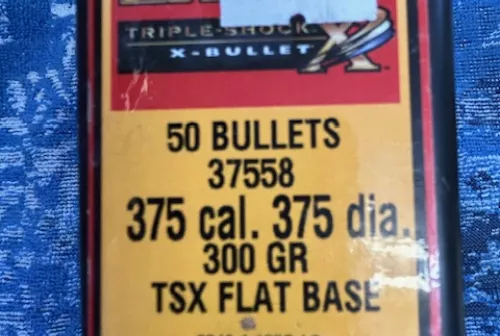 TRIPLE-SHOCK
X-BULLET X
50 BULLETS
37558
375 cal. 375 dia.
300 GR
TSX FLAT BASE